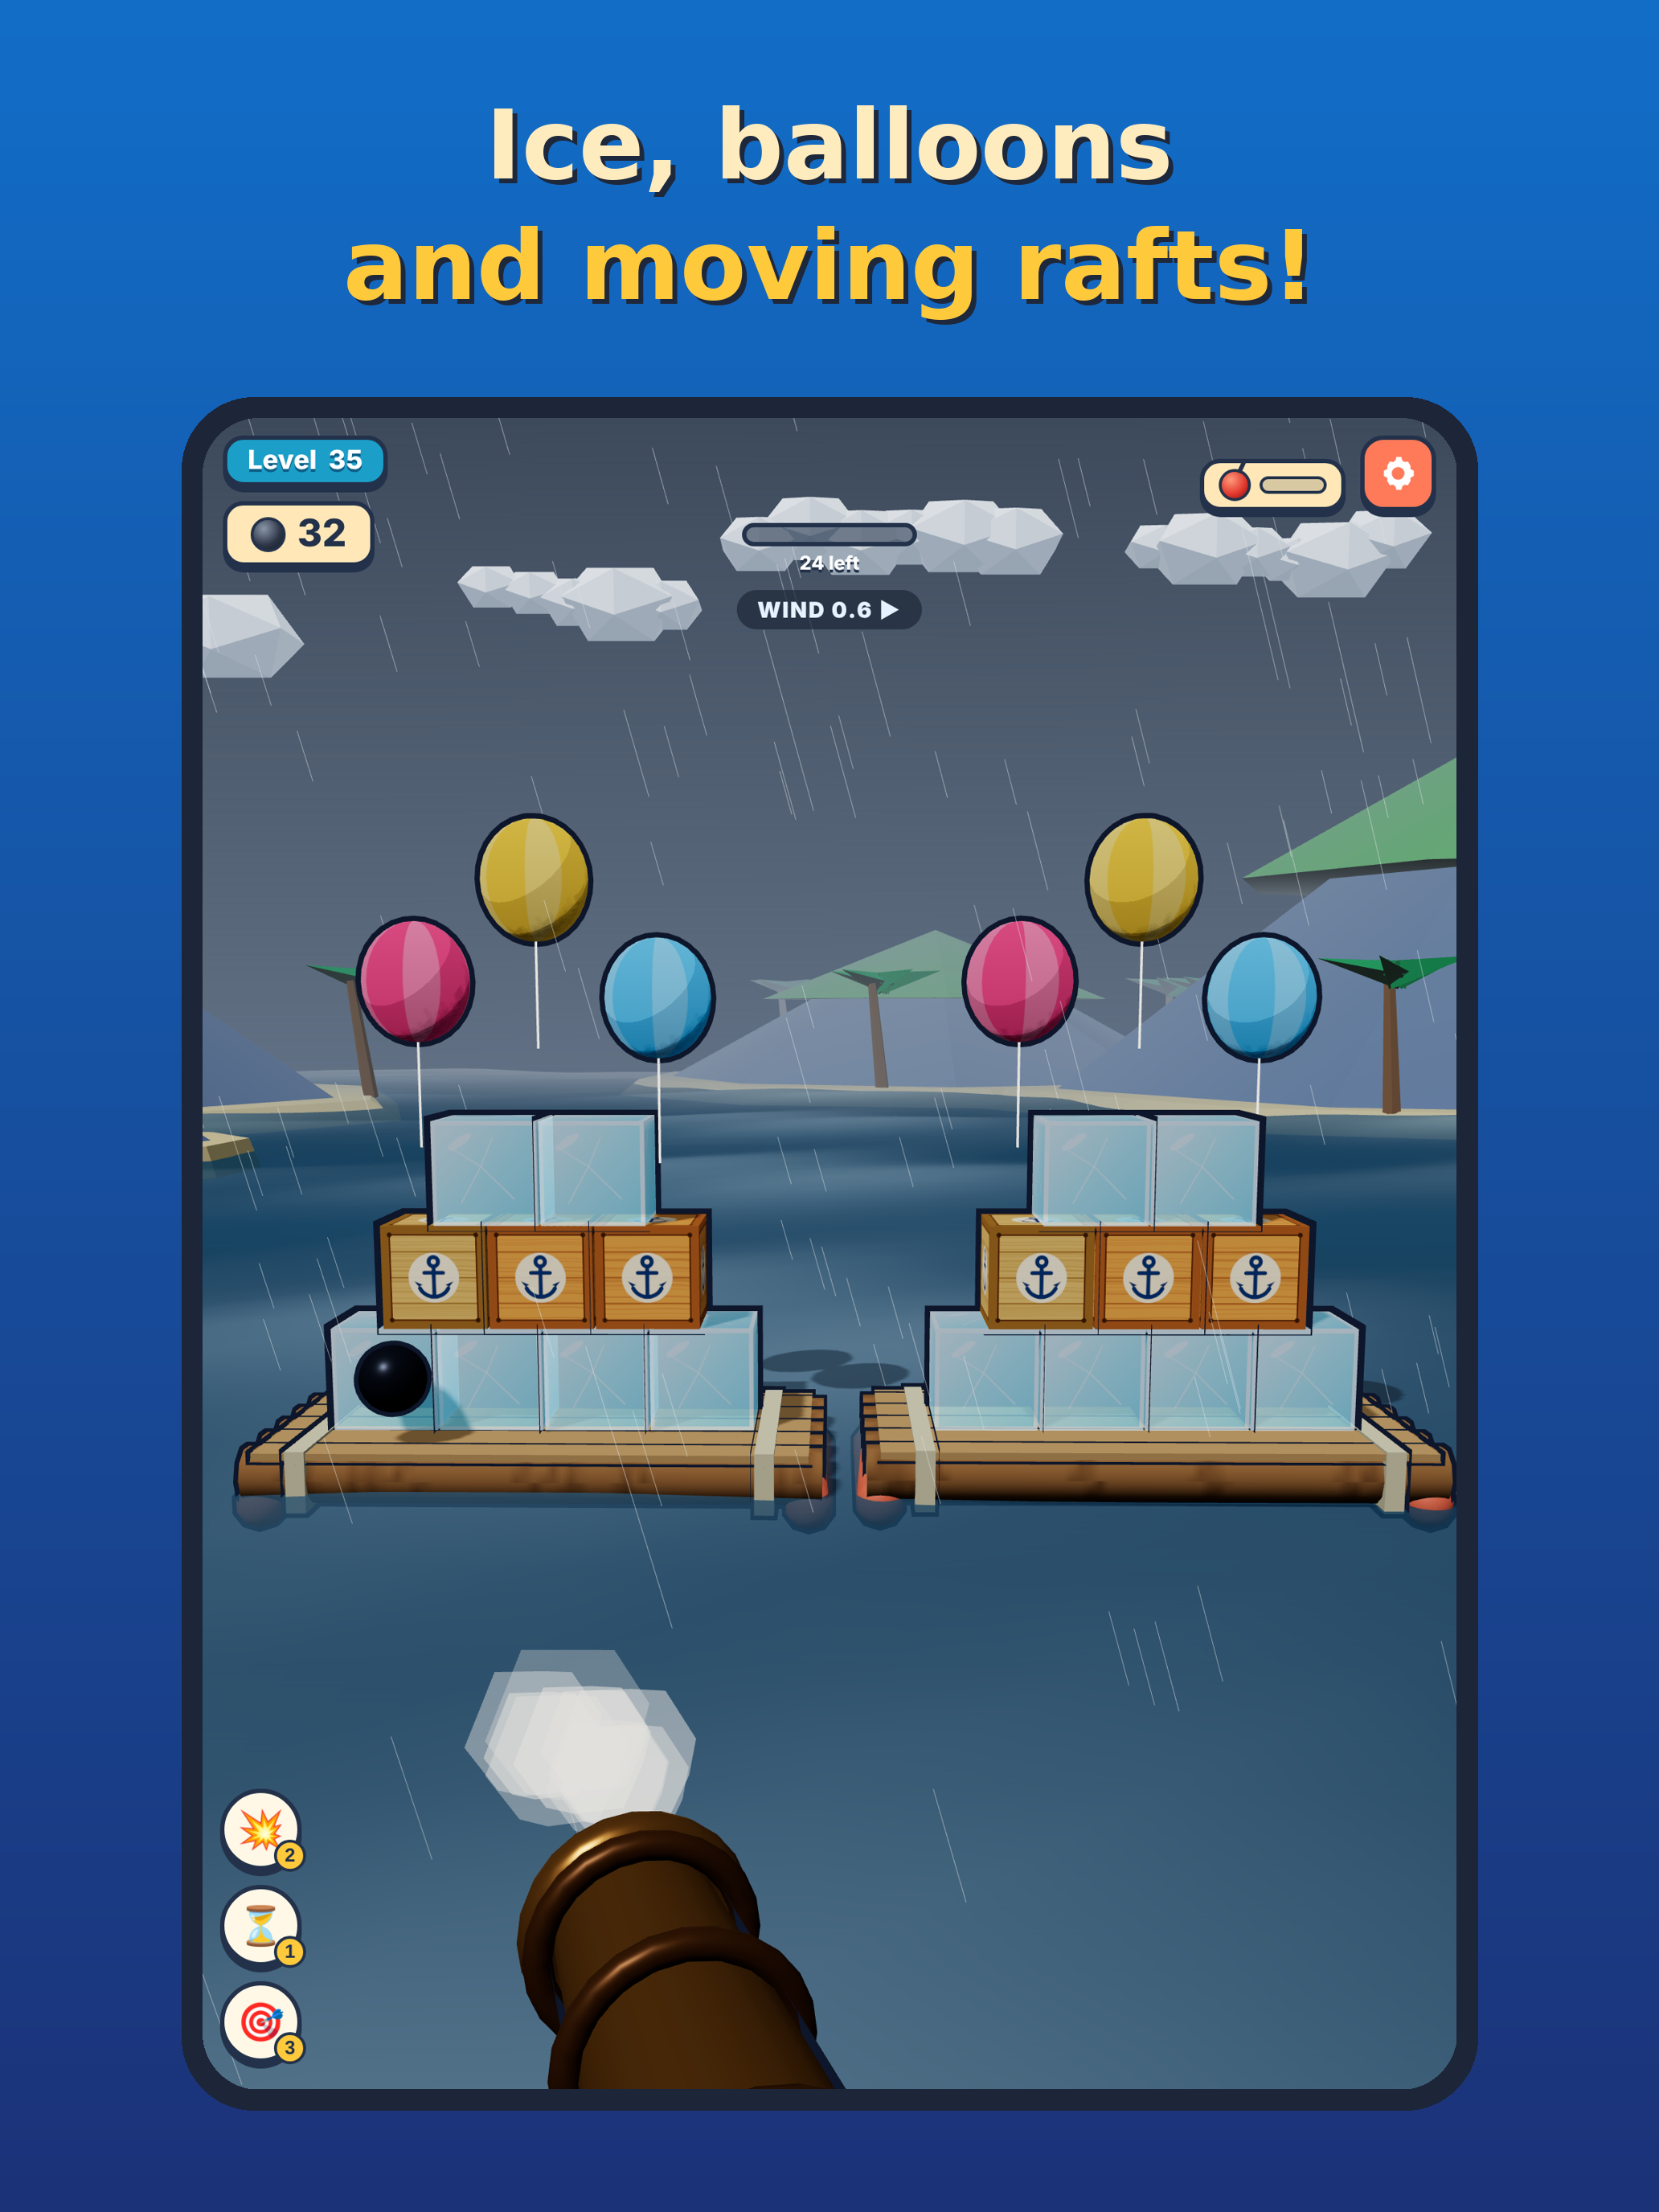 Ice, balloons
and moving rafts!
Level 35
32
24 left
WIND 0.6 ▶
2
1
3